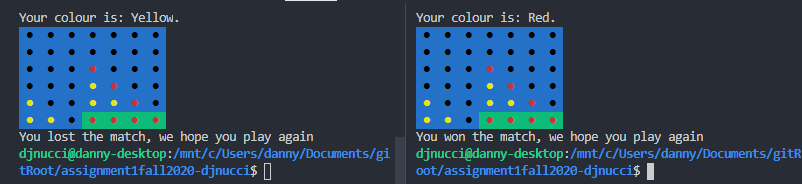 Your colour is: Yellow.
You lost the match, we hope you play again
djnucci@danny-desktop:/mnt/c/Users/danny/Documents/gi
tRoot/assignment1fall2020-djnucci$
Your colour is: Red.
You won the match, we hope you play again
djnucci@danny-desktop:/mnt/c/Users/danny/Documents/gitR
oot/assignment1fall2020-djnucci$